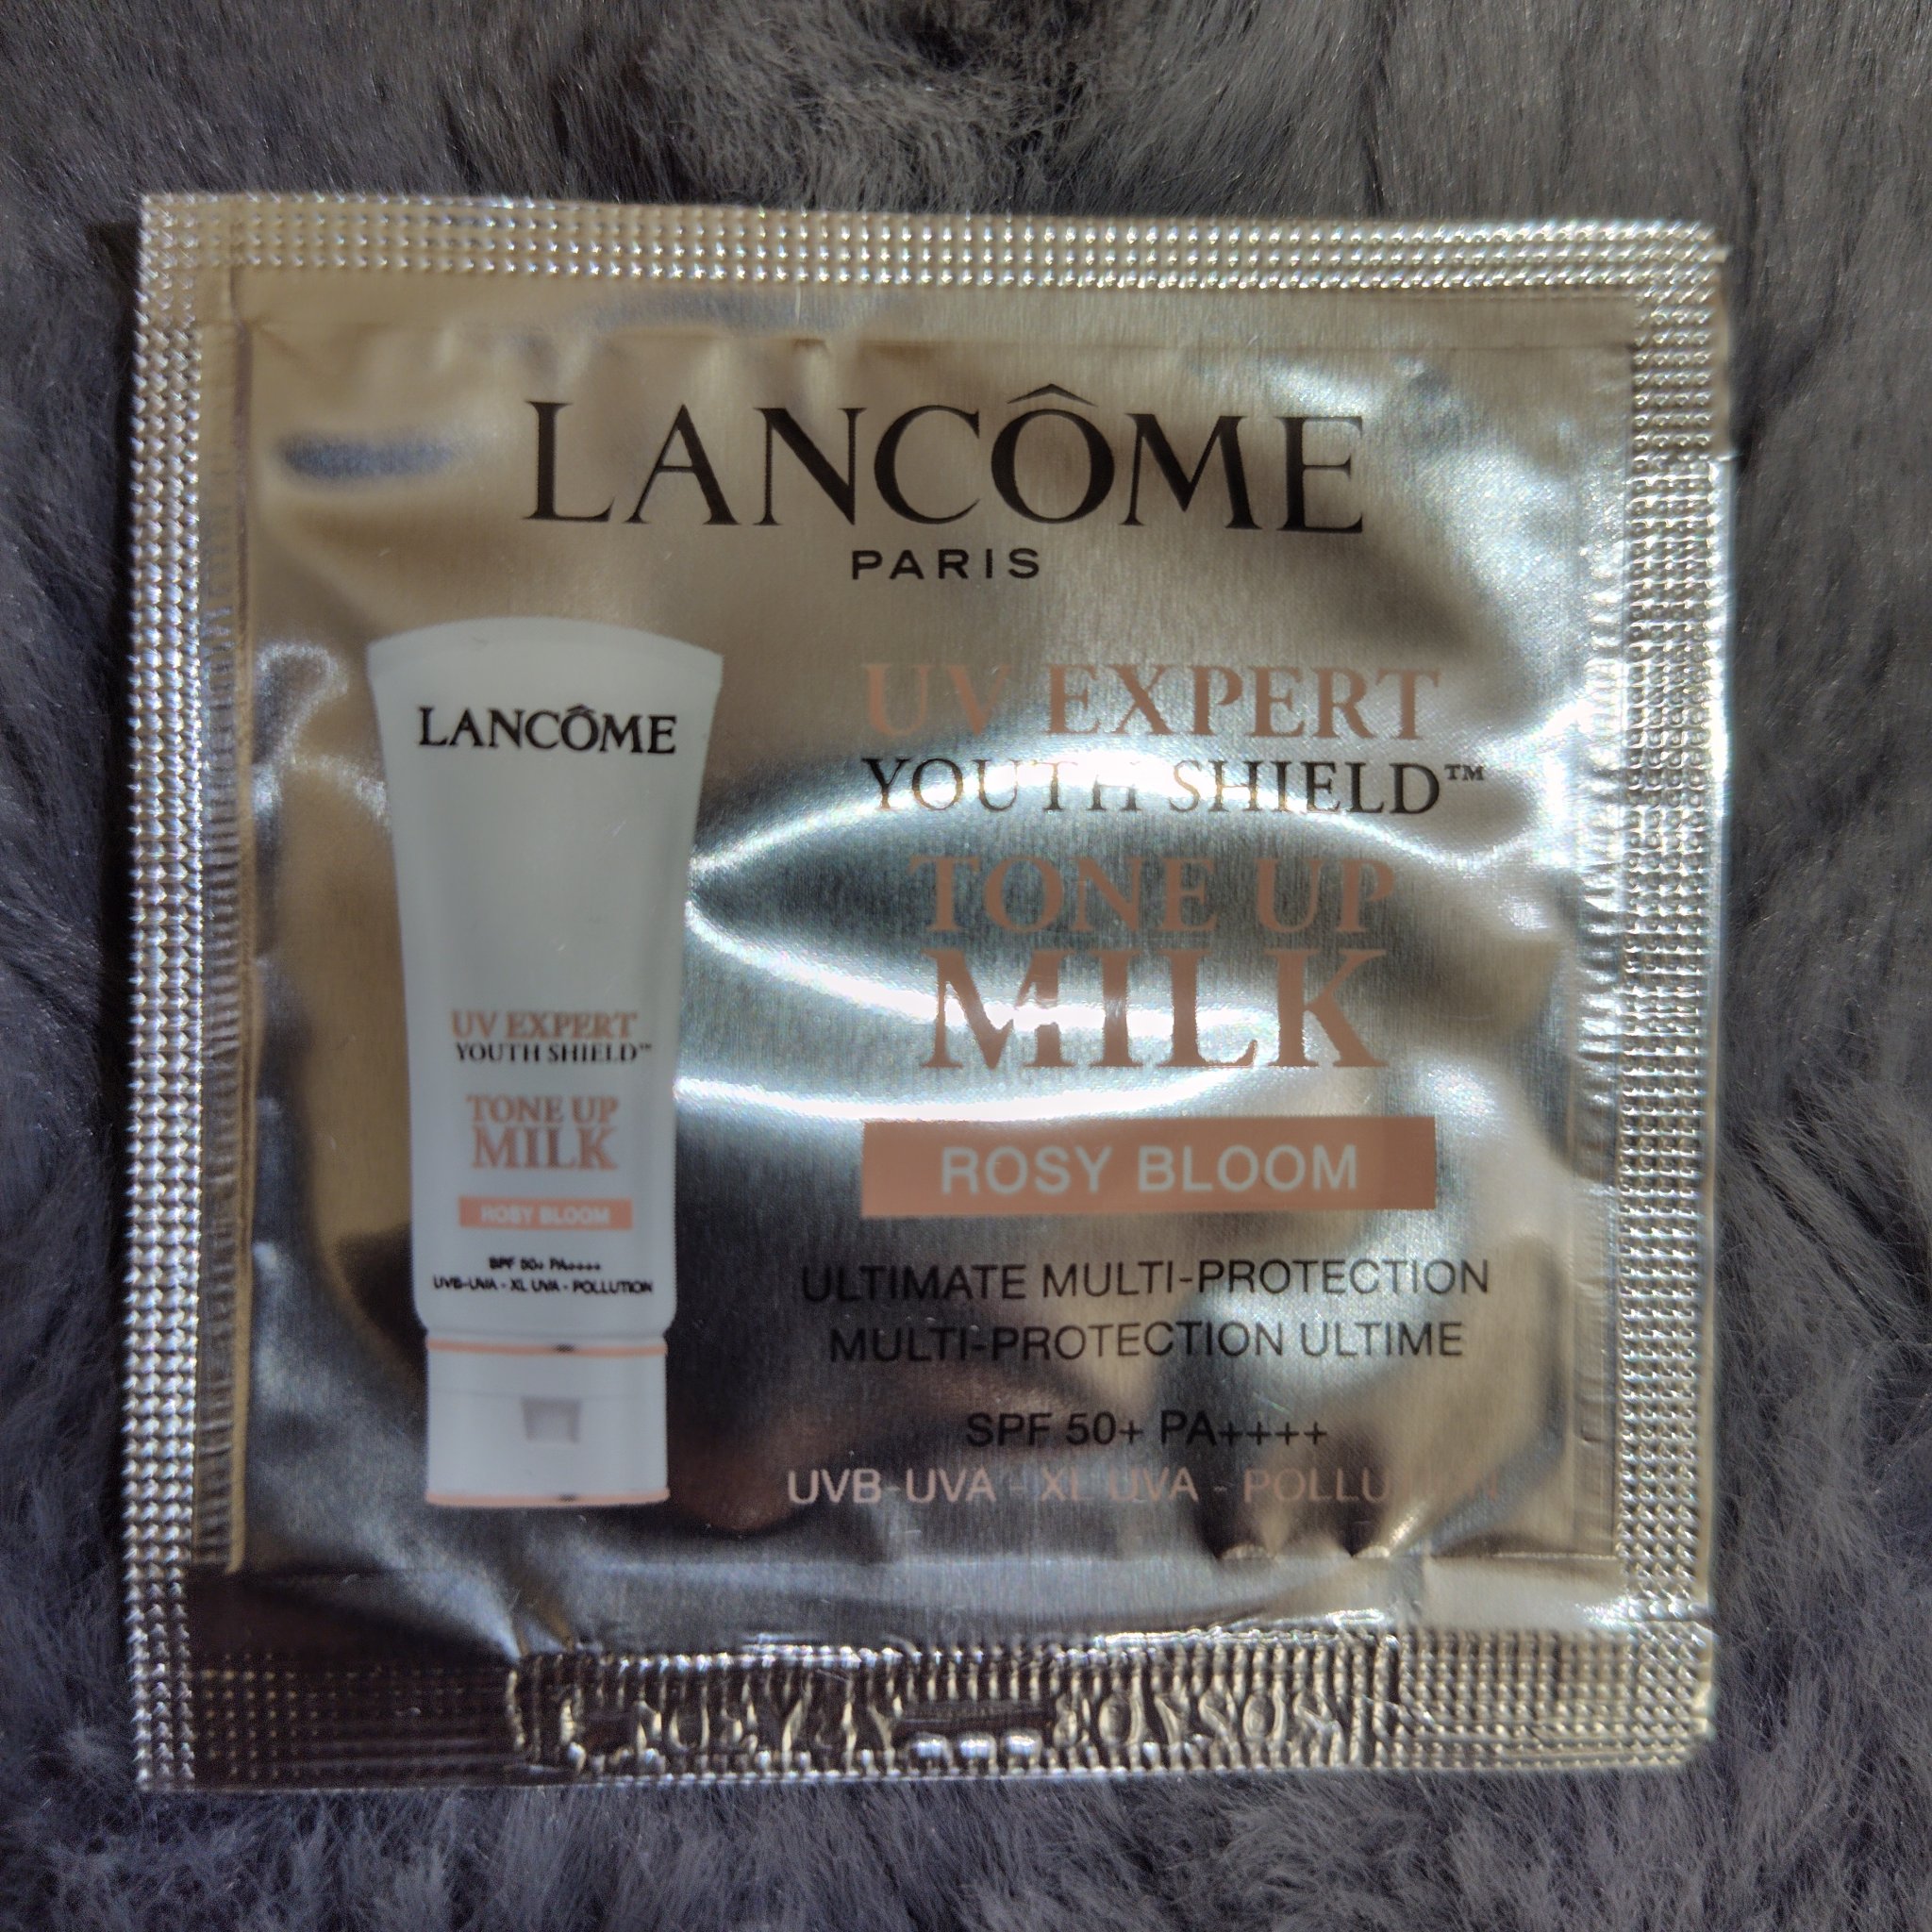 LANCÔME
PARIS
LANCÔME
UV EXPERT
YOUTH SHIELD™
TONE UP
MILK
ROSY BLOOM
SPF 50+ PA++++
UVB-UVA - XL UVA - POLLUTION
UV EXPERT
YOUTH SHIELD™
TONE UP
MILK
ROSY BLOOM
ULTIMATE MULTI-PROTECTION
MULTI-PROTECTION ULTIME
SPF 50+ PA++++
UVB-UVA - XL UVA - POLLUTION